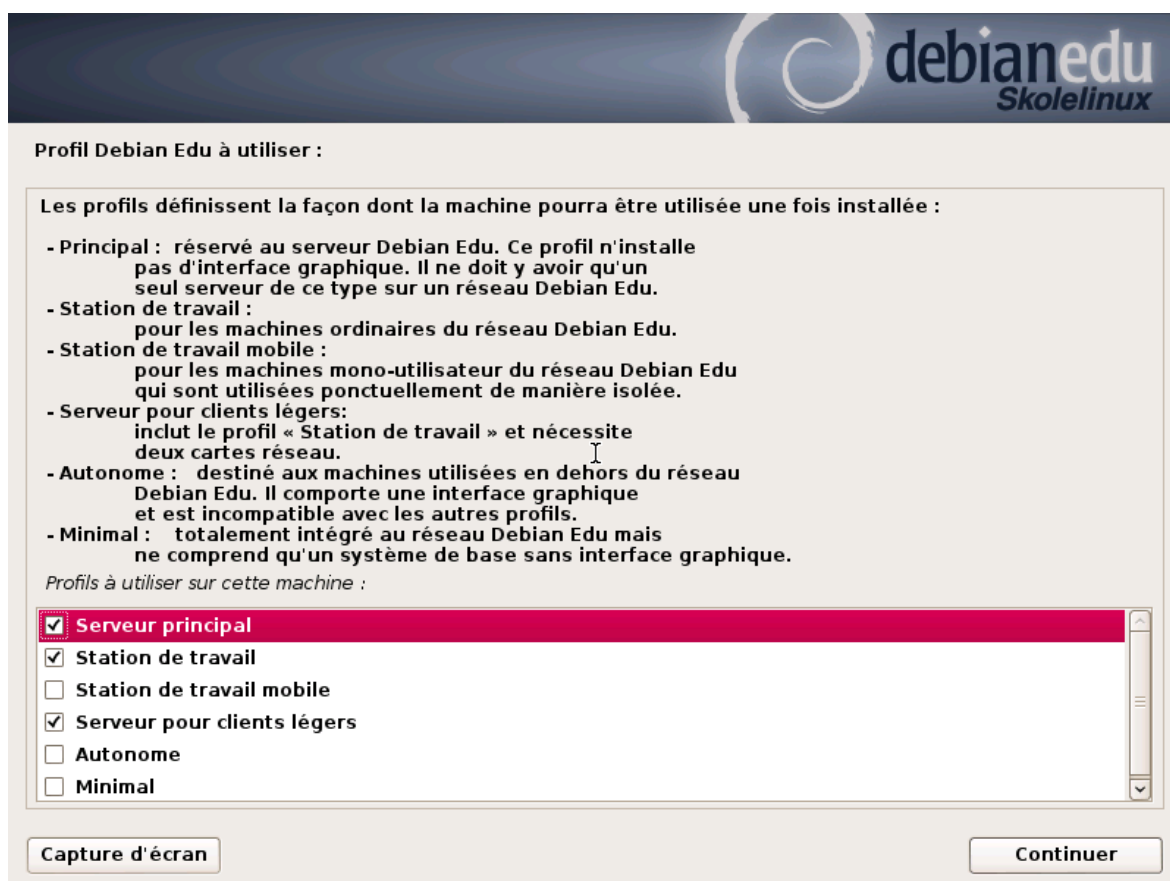 debianedu
Skolelinux
Profil Debian Edu à utiliser :
Les profils définissent la façon dont la machine pourra être utilisée une fois installée :
- Principal : réservé au serveur Debian Edu. Ce profil n'installe
pas d'interface graphique. Il ne doit y avoir qu'un
seul serveur de ce type sur un réseau Debian Edu.
- Station de travail :
pour les machines ordinaires du réseau Debian Edu.
- Station de travail mobile :
pour les machines mono-utilisateur du réseau Debian Edu
qui sont utilisées ponctuellement de manière isolée.
- Serveur pour clients légers:
inclut le profil « Station de travail » et nécessite
deux cartes réseau.
- Autonome : destiné aux machines utilisées en dehors du réseau
Debian Edu. Il comporte une interface graphique
et est incompatible avec les autres profils.
- Minimal : totalement intégré au réseau Debian Edu mais
ne comprend qu'un système de base sans interface graphique.
Profils à utiliser sur cette machine :
Serveur principal
Station de travail
Station de travail mobile
Serveur pour clients légers
Autonome
Minimal
Capture d'écran
Continuer